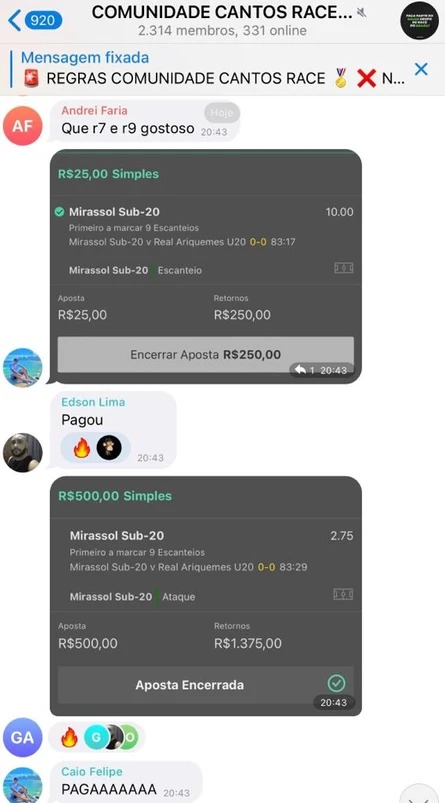 920
COMUNIDADE CANTOS RACE...
2.314 membros, 331 online
Mensagem fixada
🚨 REGRAS COMUNIDADE CANTOS RACE 🏅 ❌ N...
AF
Andrei Faria
Hoje
Que r7 e r9 gostoso 20:43
R$25,00 Simples
Mirassol Sub-20 10.00
Primeiro a marcar 9 Escanteios
Mirassol Sub-20 v Real Ariquemes U20 0-0 83:17
Mirassol Sub-20 Escanteio
Aposta Retornos
R$25,00 R$250,00
Encerrar Aposta R$250,00
1 20:43
Edson Lima
Pagou
🔥 20:43
R$500,00 Simples
Mirassol Sub-20 2.75
Primeiro a marcar 9 Escanteios
Mirassol Sub-20 v Real Ariquemes U20 0-0 83:29
Mirassol Sub-20 Ataque
Aposta Retornos
R$500,00 R$1.375,00
Aposta Encerrada
20:43
GA 🔥 G O
Caio Felipe
PAGAAAAAAA 20:43